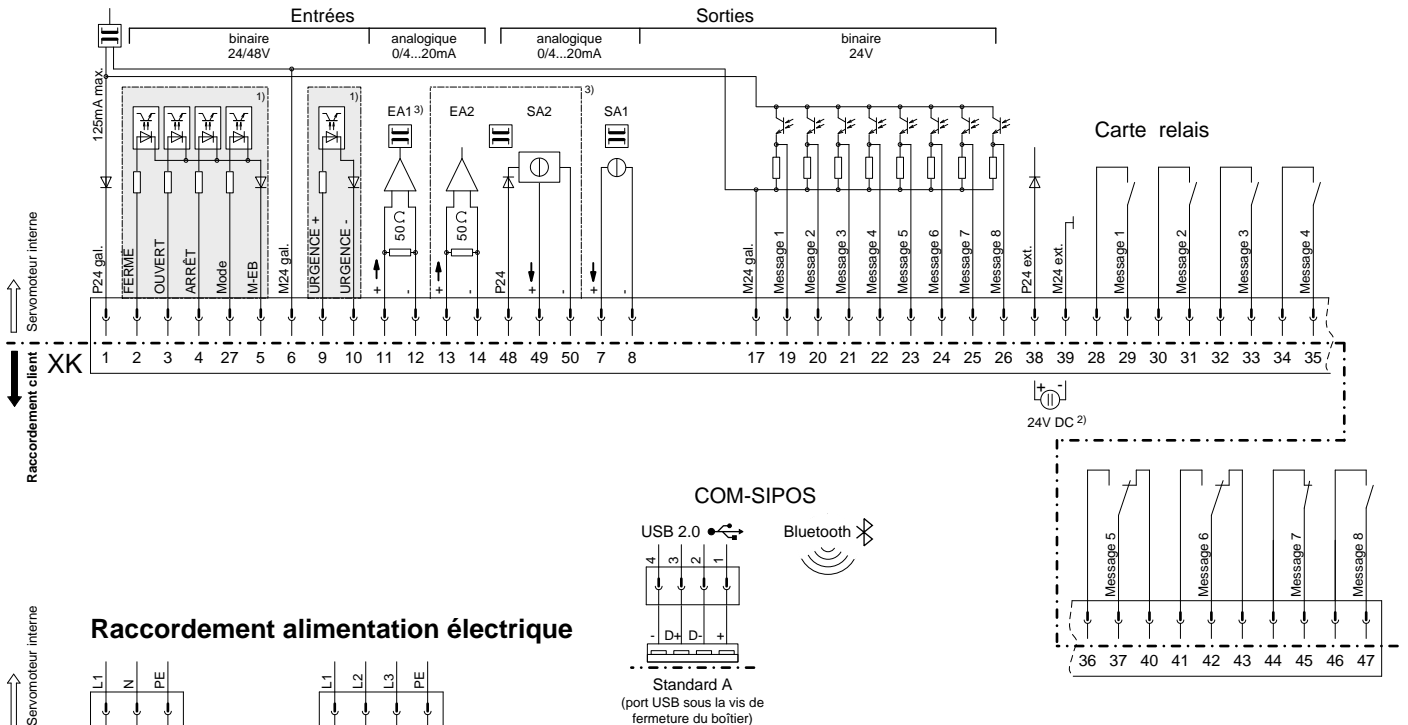 Entrées
Sorties
binaire
24/48V
analogique
0/4...20mA
analogique
0/4...20mA
binaire
24V
125mA max.
1)
1)
EA1 3)
EA2
SA2
3)
SA1
Carte relais
50 Ω
50 Ω
Servomoteur interne
P24 gal.
FERMÉ
OUVERT
ARRÊT
Mode
M-EB
M24 gal.
URGENCE +
URGENCE -
+
-
+
-
P24
+
-
+
-
M24 gal.
Message 1
Message 2
Message 3
Message 4
Message 5
Message 6
Message 7
Message 8
P24 ext.
M24 ext.
Message 1
Message 2
Message 3
Message 4
Raccordement client
XK
1 2 3 4 27 5 6 9 10 11 12 13 14 48 49 50 7 8 17 19 20 21 22 23 24 25 26 38 39 28 29 30 31 32 33 34 35
+ -
24V DC 2)
COM-SIPOS
USB 2.0
Bluetooth
4 3 2 1
- D+ D- +
Standard A
(port USB sous la vis de
fermeture du boîtier)
Message 5
Message 6
Message 7
Message 8
36 37 40 41 42 43 44 45 46 47
Raccordement alimentation électrique
Servomoteur interne
L1 N PE
L1 L2 L3 PE